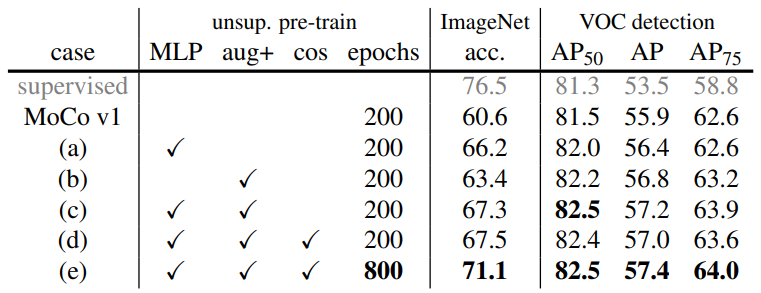 unsup. pre-train ImageNet VOC detection
case MLP aug+ cos epochs acc. AP50 AP AP75
supervised 76.5 81.3 53.5 58.8
MoCo v1 200 60.6 81.5 55.9 62.6
(a) ✓ 200 66.2 82.0 56.4 62.6
(b) ✓ 200 63.4 82.2 56.8 63.2
(c) ✓ ✓ 200 67.3 82.5 57.2 63.9
(d) ✓ ✓ ✓ 200 67.5 82.4 57.0 63.6
(e) ✓ ✓ ✓ 800 71.1 82.5 57.4 64.0